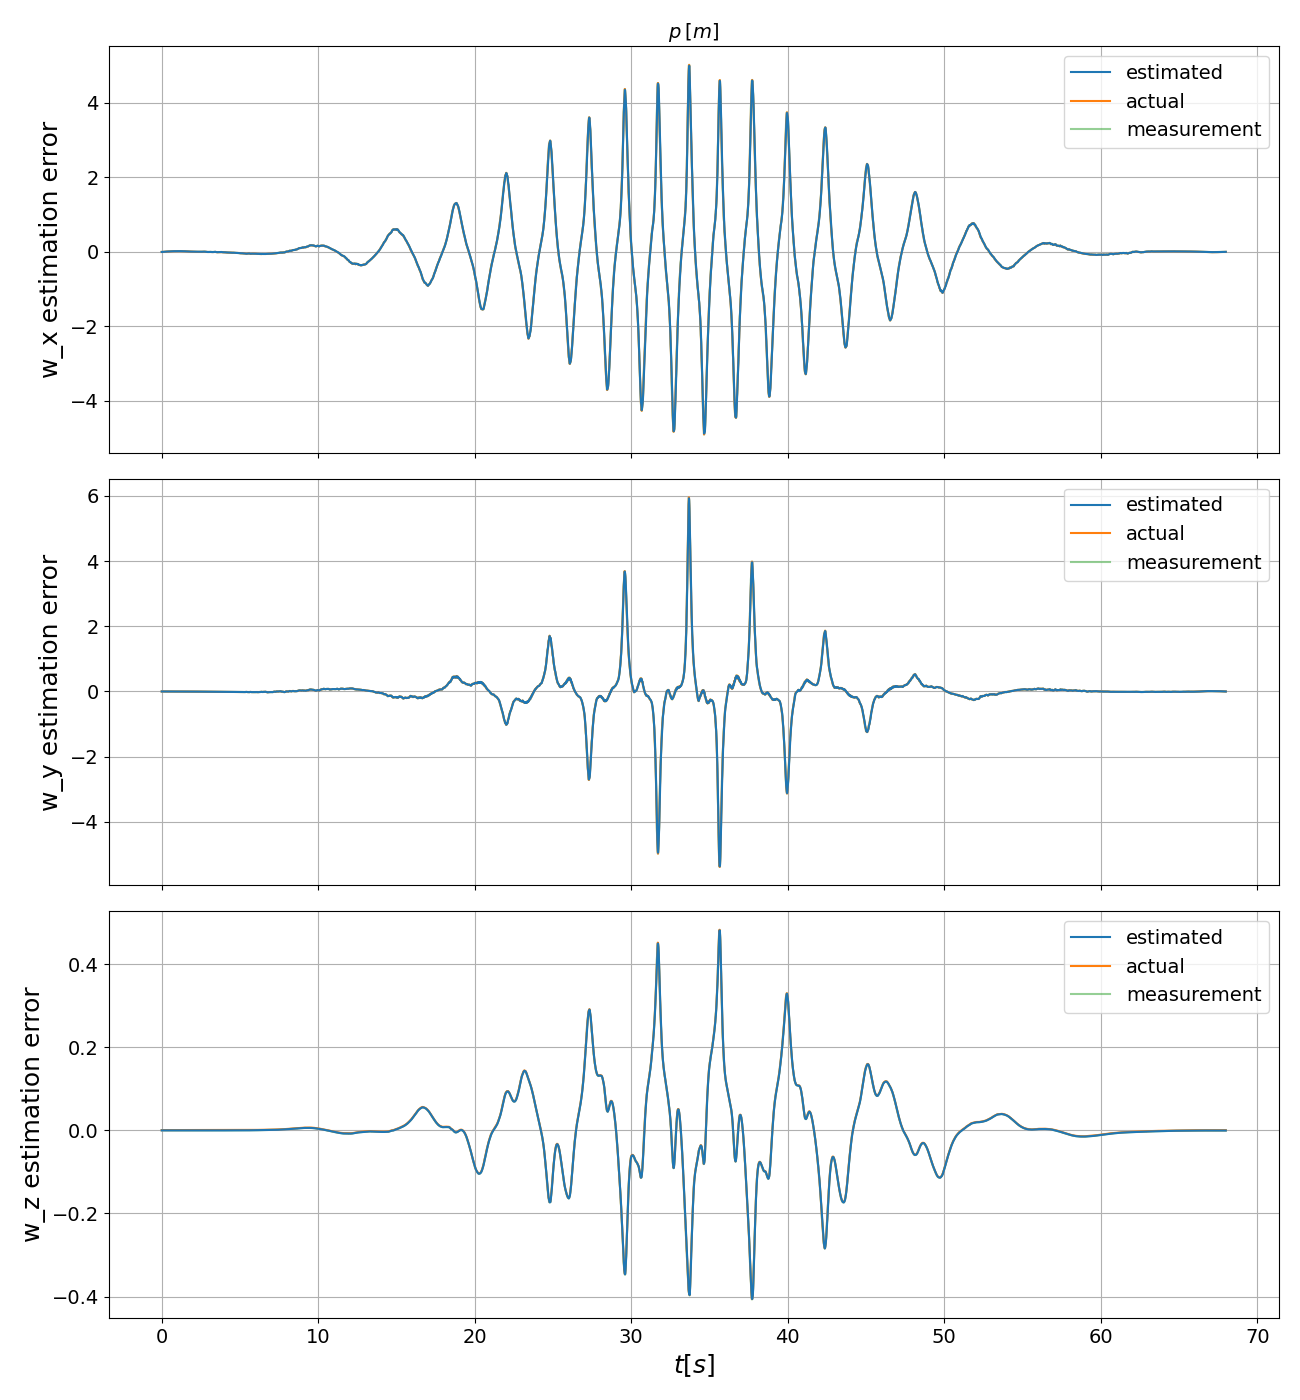 p [m]
w_x estimation error
4
2
0
−2
−4
estimated
actual
measurement
w_y estimation error
6
4
2
0
−2
−4
estimated
actual
measurement
w_z estimation error
0.4
0.2
0.0
−0.2
−0.4
estimated
actual
measurement
0 10 20 30 40 50 60 70
t[s]